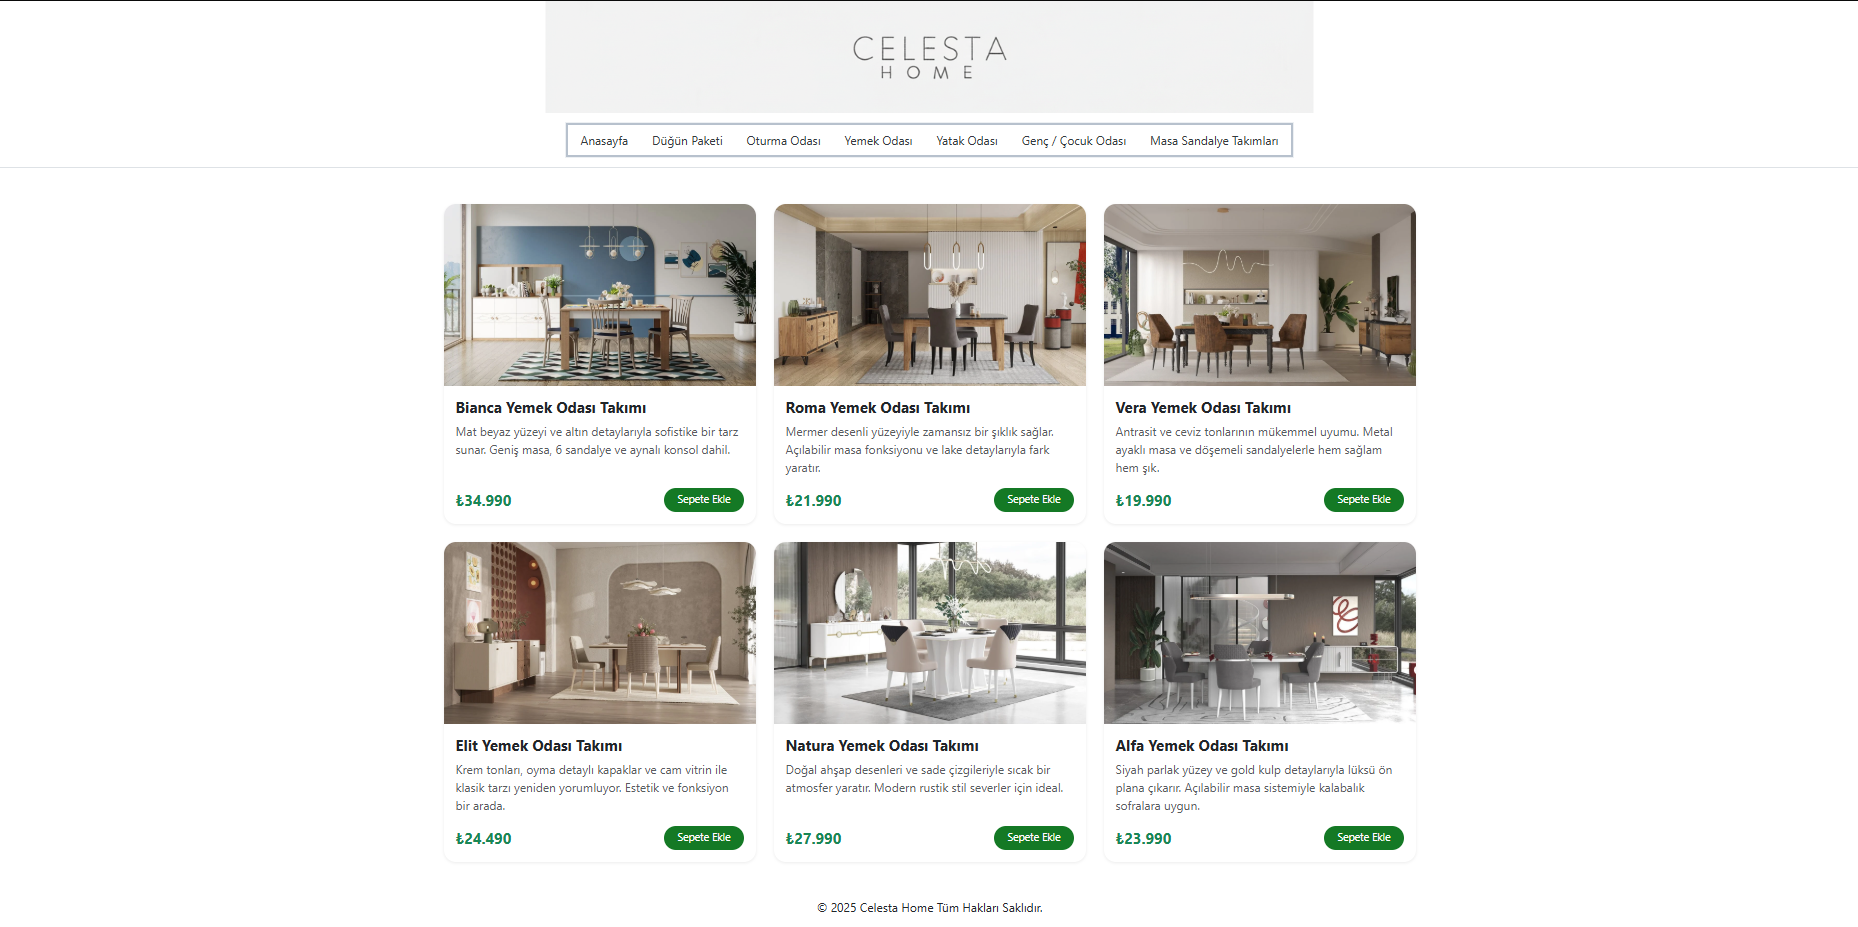 CELESTA
HOME
Anasayfa Düğün Paketi Oturma Odası Yemek Odası Yatak Odası Genç / Çocuk Odası Masa Sandalye Takımları
Bianca Yemek Odası Takımı
Mat beyaz yüzeyi ve altın detaylarıyla sofistike bir tarz
sunar. Geniş masa, 6 sandalye ve aynalı konsol dahil.
₺34.990 Sepete Ekle
Roma Yemek Odası Takımı
Mermer desenli yüzeyiyle zamansız bir şıklık sağlar.
Açılabilir masa fonksiyonu ve lake detaylarıyla fark
yaratır.
₺21.990 Sepete Ekle
Vera Yemek Odası Takımı
Antrasit ve ceviz tonlarının mükemmel uyumu. Metal
ayaklı masa ve döşemeli sandalyelerle hem sağlam
hem şık.
₺19.990 Sepete Ekle
Elit Yemek Odası Takımı
Krem tonları, oyma detaylı kapaklar ve cam vitrin ile
klasik tarzı yeniden yorumluyor. Estetik ve fonksiyon
bir arada.
₺24.490 Sepete Ekle
Natura Yemek Odası Takımı
Doğal ahşap desenleri ve sade çizgileriyle sıcak bir
atmosfer yaratır. Modern rustik stil severler için ideal.
₺27.990 Sepete Ekle
Alfa Yemek Odası Takımı
Siyah parlak yüzey ve gold kulp detaylarıyla lüksü ön
plana çıkarır. Açılabilir masa sistemiyle kalabalık
sofralara uygun.
₺23.990 Sepete Ekle
© 2025 Celesta Home Tüm Hakları Saklıdır.